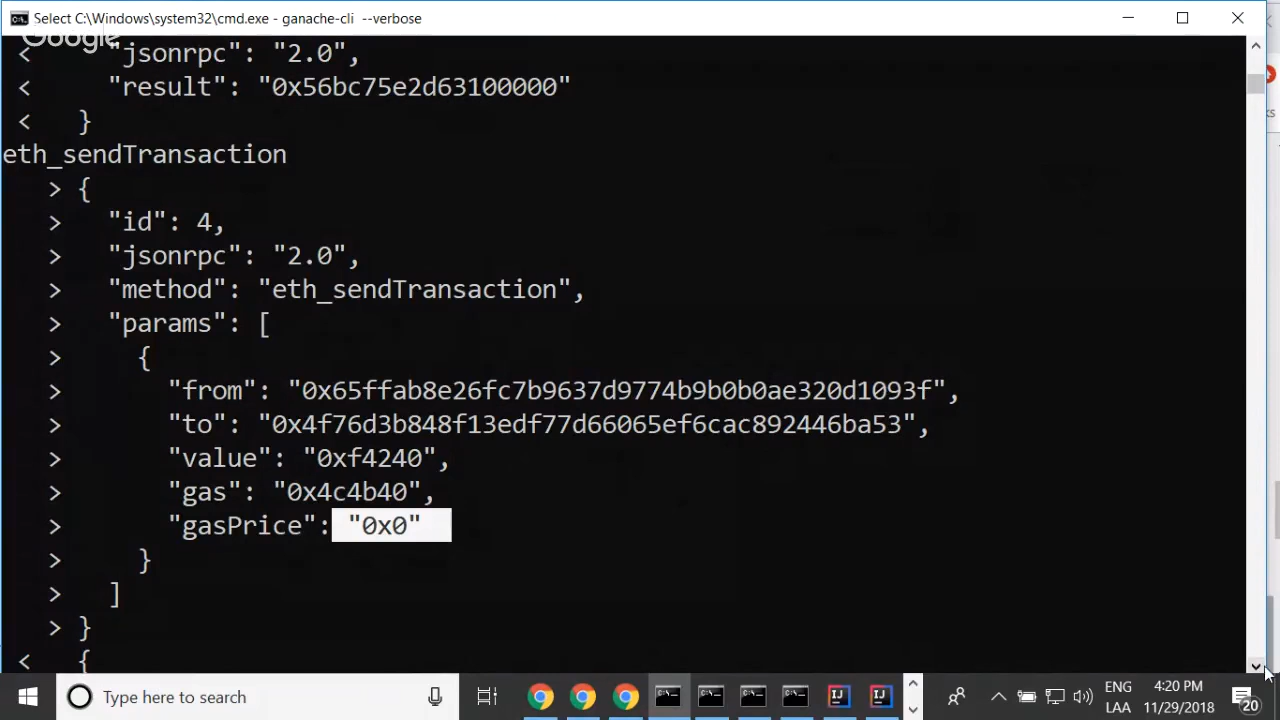 Select C:\Windows\system32\cmd.exe - ganache-cli  --verbose
Google
<      "jsonrpc": "2.0",
<      "result": "0x56bc75e2d63100000"
<   }
eth_sendTransaction
   > {
   >   "id": 4,
   >   "jsonrpc": "2.0",
   >   "method": "eth_sendTransaction",
   >   "params": [
   >     {
   >       "from": "0x65ffab8e26fc7b9637d9774b9b0b0ae320d1093f",
   >       "to": "0x4f76d3b848f13edf77d66065ef6cac892446ba53",
   >       "value": "0xf4240",
   >       "gas": "0x4c4b40",
   >       "gasPrice": "0x0"
   >     }
   >   ]
   > }
<   {
Type here to search
ENG
LAA
4:20 PM
11/29/2018
20